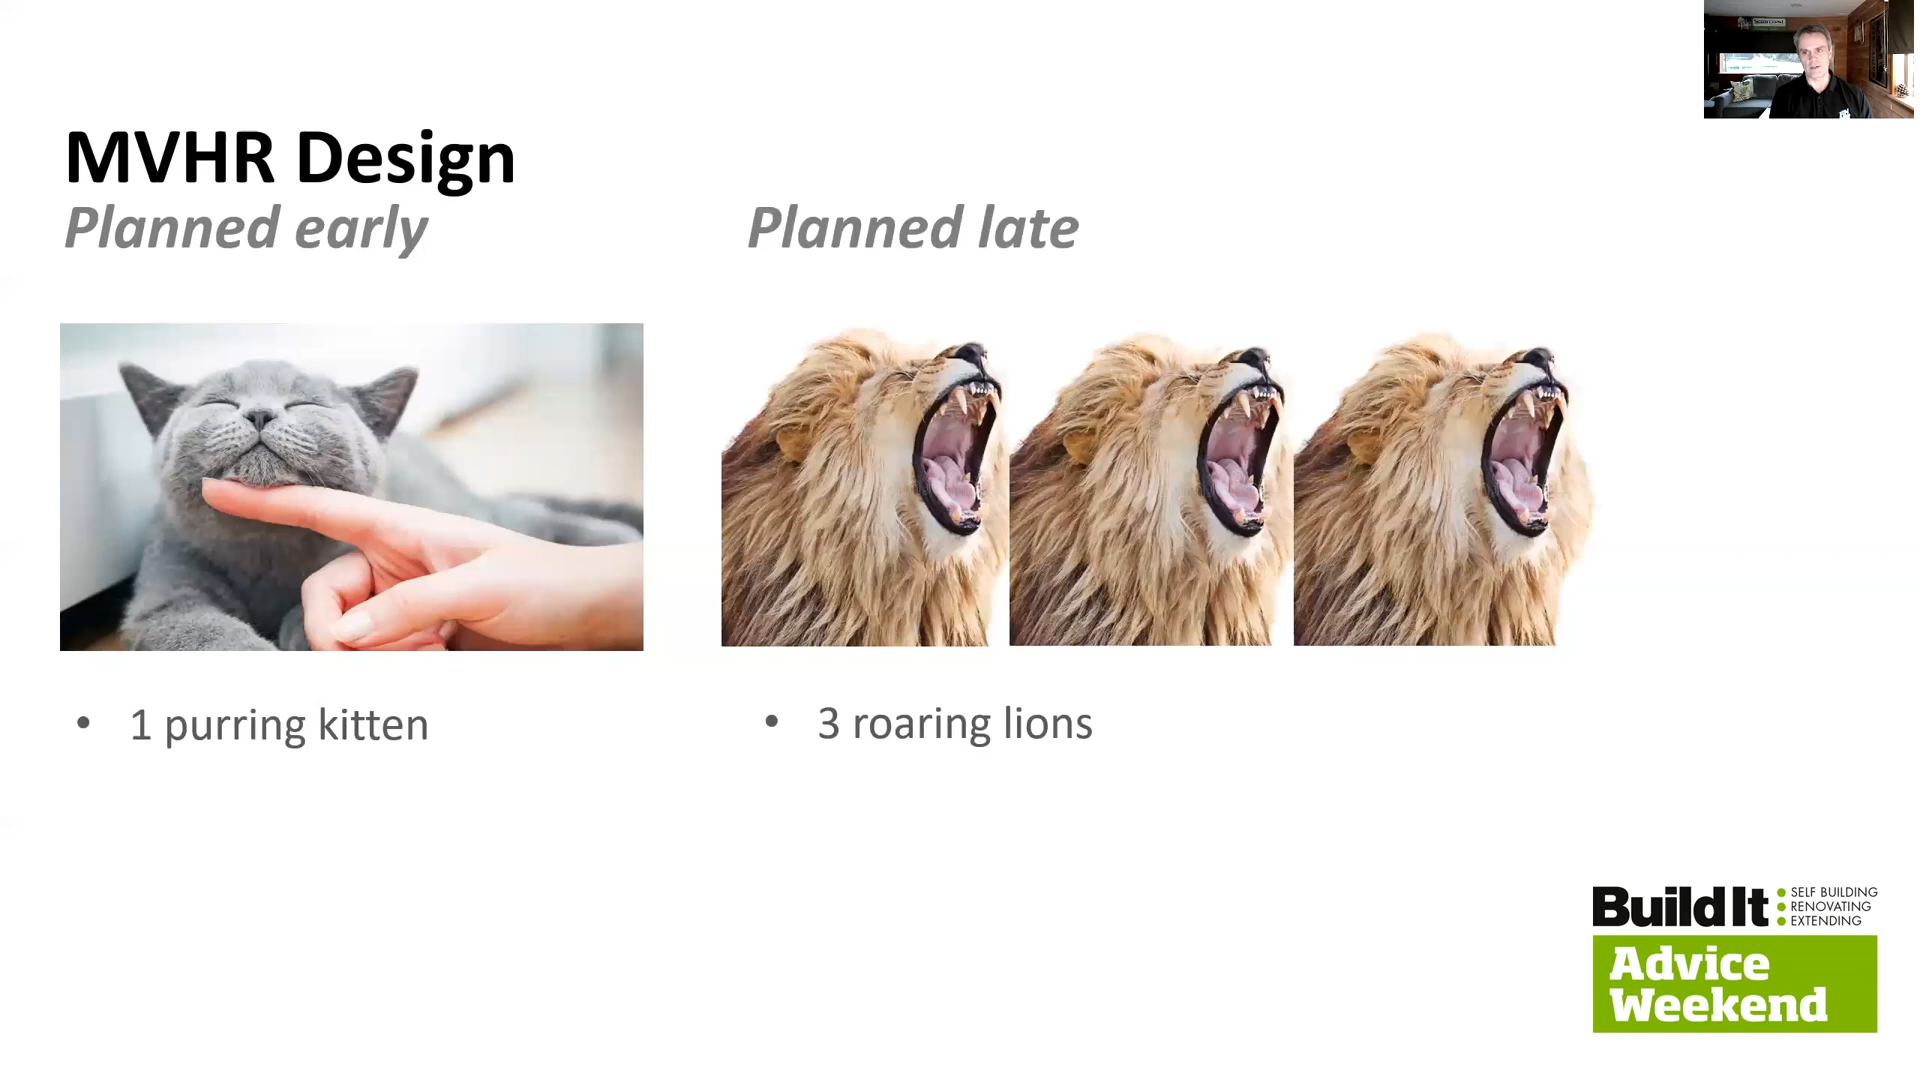 MVHR Design
Planned early
Planned late
• 1 purring kitten
• 3 roaring lions
Build It
SELF BUILDING
RENOVATING
EXTENDING
Advice
Weekend